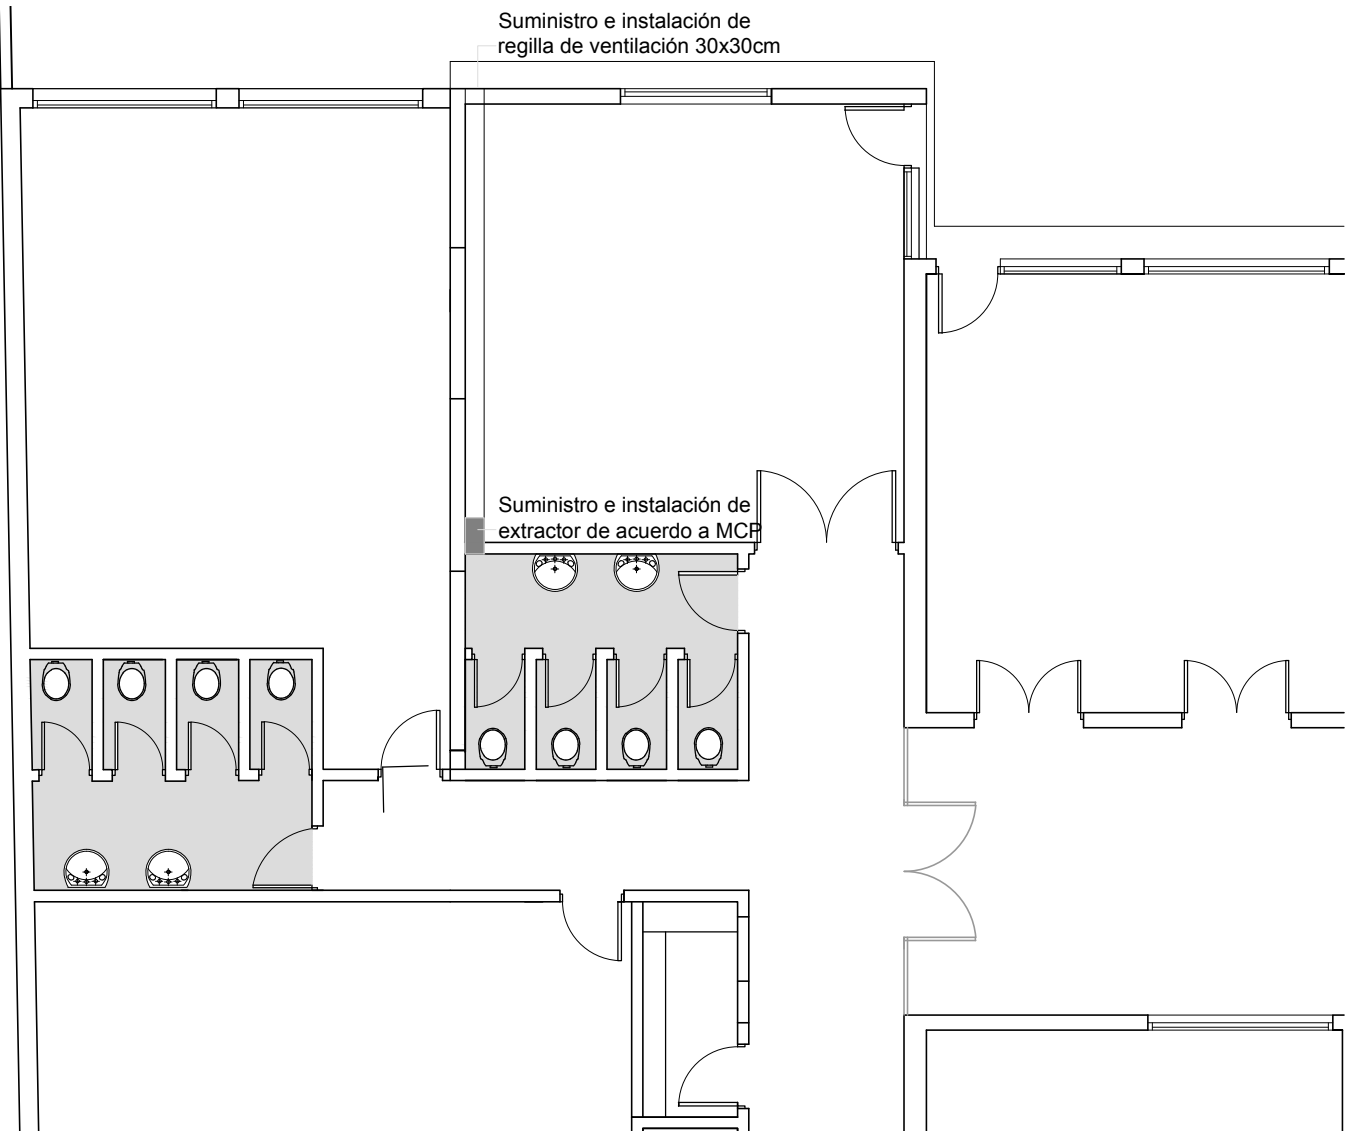 Suministro e instalación de
regilla de ventilación 30x30cm
Suministro e instalación de
extractor de acuerdo a MCP